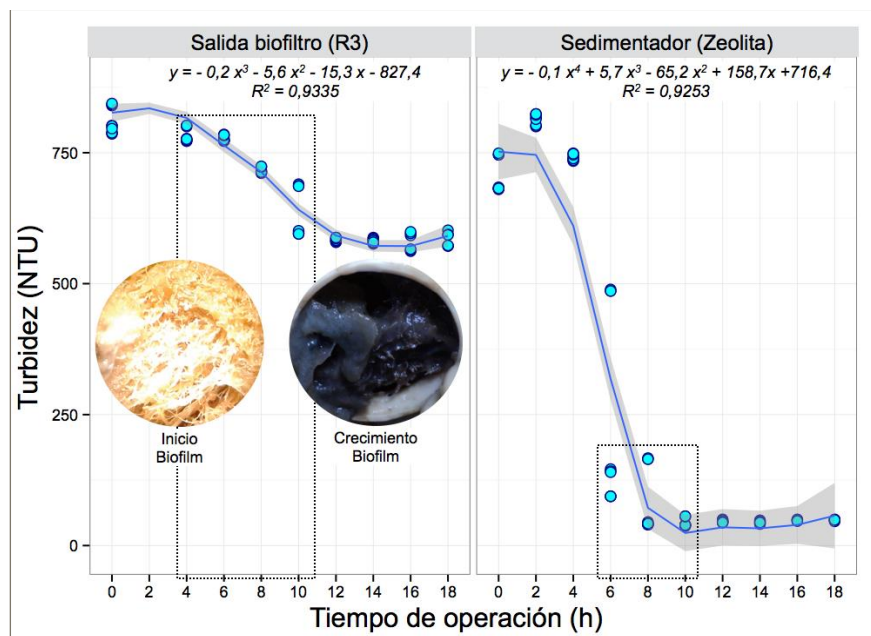 Salida biofiltro (R3)
y = - 0,2 x³ - 5,6 x² - 15,3 x - 827,4
R² = 0,9335
Sedimentador (Zeolita)
y = - 0,1 x⁴ + 5,7 x³ - 65,2 x² + 158,7x +716,4
R² = 0,9253
Turbidez (NTU)
750
500
250
0
Inicio
Biofilm
Crecimiento
Biofilm
0 2 4 6 8 10 12 14 16 18
0 2 4 6 8 10 12 14 16 18
Tiempo de operación (h)